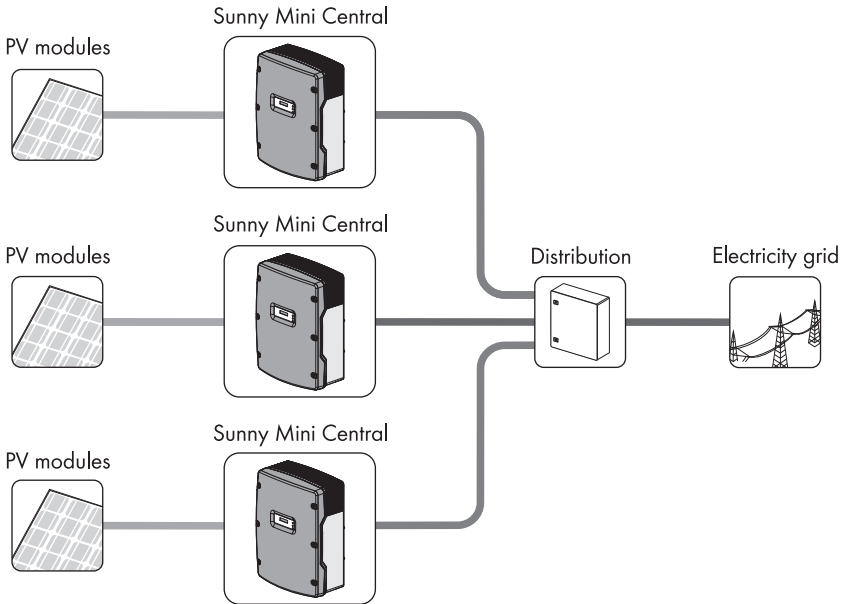 Sunny Mini Central
PV modules
Sunny Mini Central
PV modules
Distribution
Electricity grid
Sunny Mini Central
PV modules